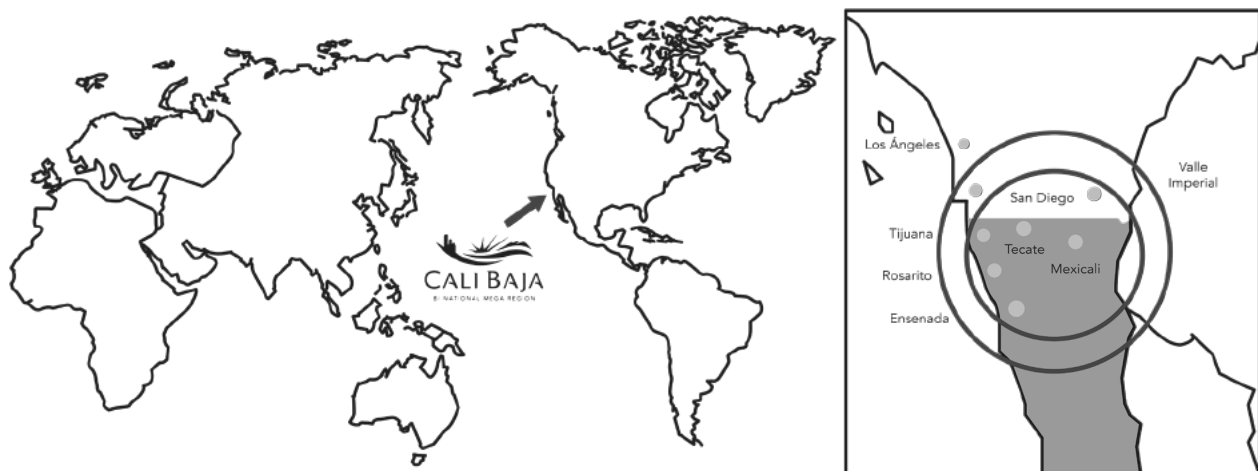 CALI BAJA
BI-NATIONAL MEGA REGION
Los Ángeles
Valle
Imperial
San Diego
Tijuana
Tecate
Mexicali
Rosarito
Ensenada